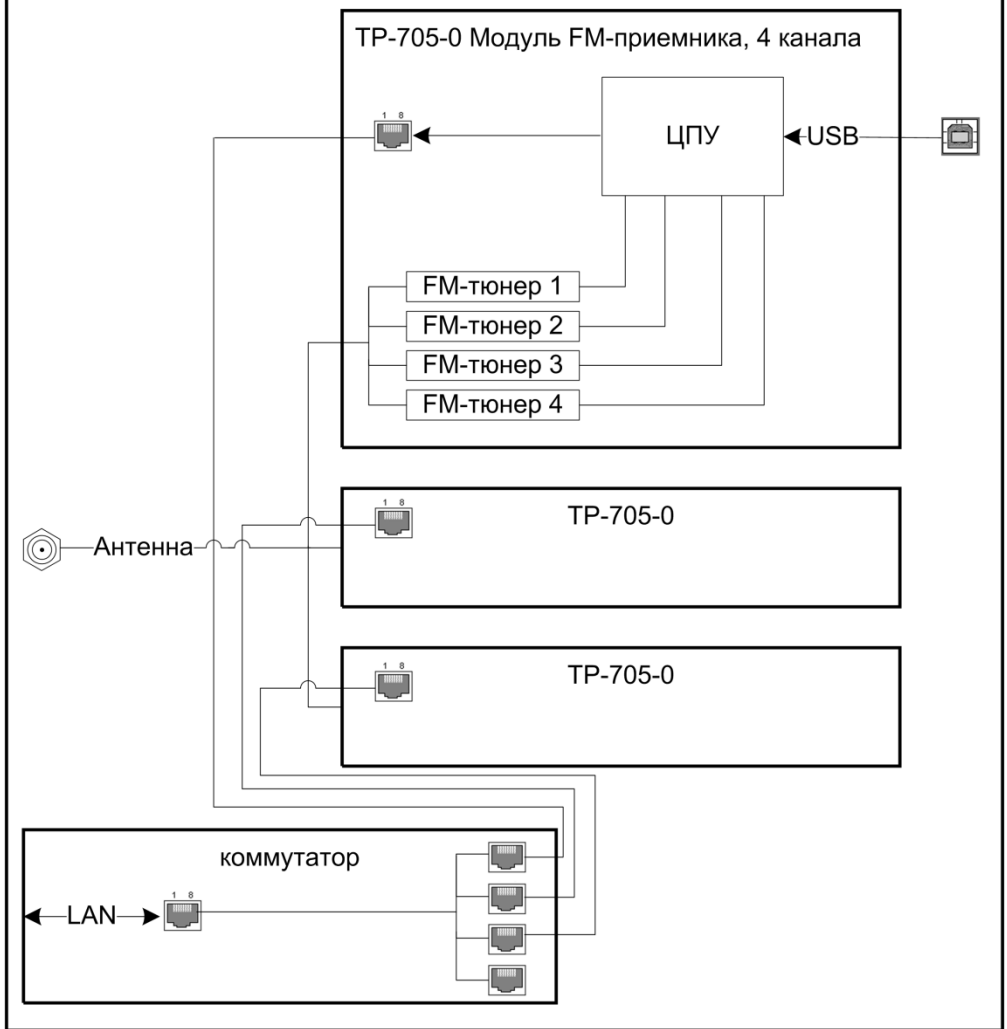 ТР-705-0 Модуль FM-приемника, 4 канала
1 8
ЦПУ
USB
FM-тюнер 1
FM-тюнер 2
FM-тюнер 3
FM-тюнер 4
1 8
ТР-705-0
Антенна
1 8
ТР-705-0
коммутатор
1 8
LAN